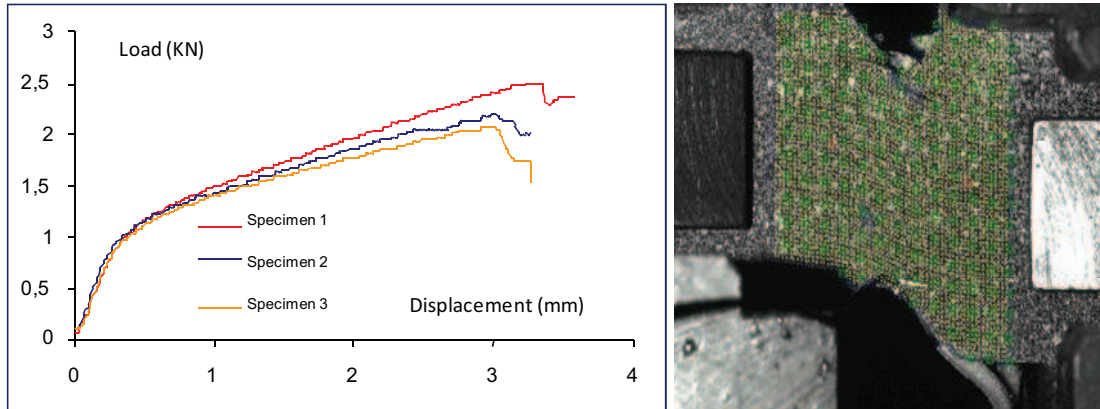 Load (KN)
3
2,5
2
1,5
1
0,5
0
Specimen 1
Specimen 2
Specimen 3
Displacement (mm)
0
1
2
3
4